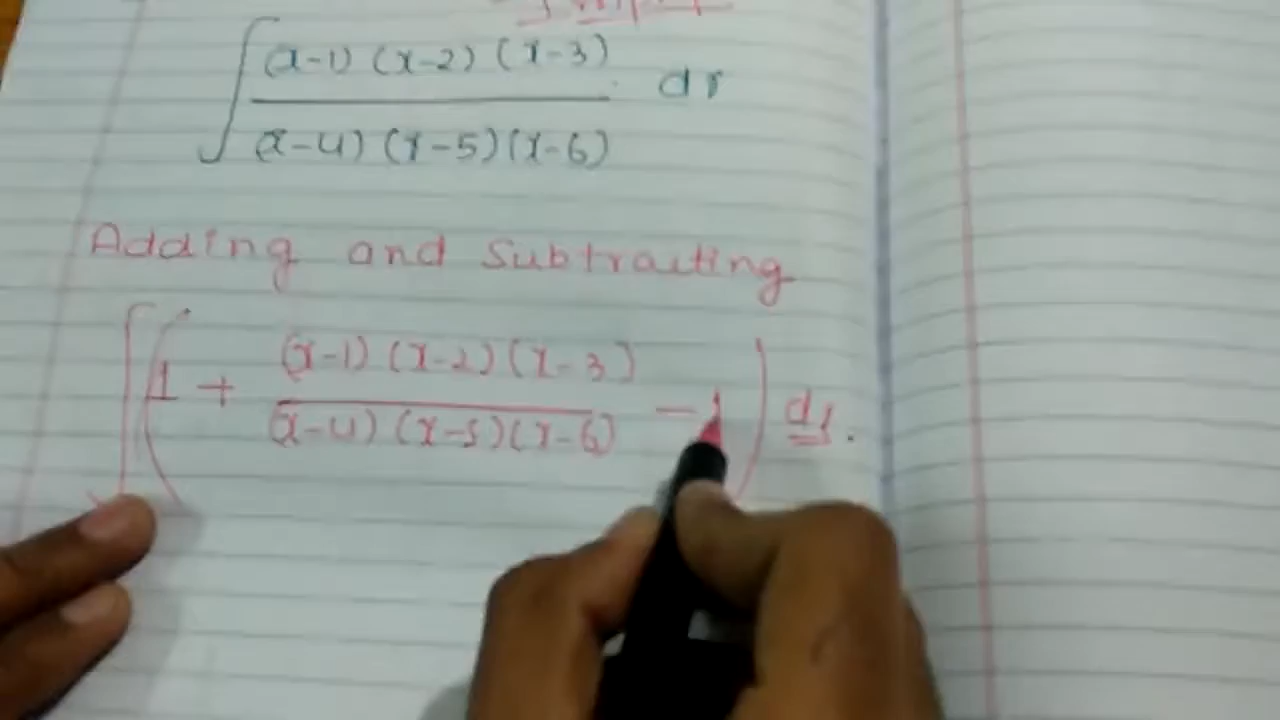 ∫ (x-1) (x-2) (x-3) / (x-4) (x-5)(x-6) dx
Adding and Subtracting
∫ (1 + (x-1) (x-2) (x-3) / (x-4) (x-5)(x-6) -1) dx.